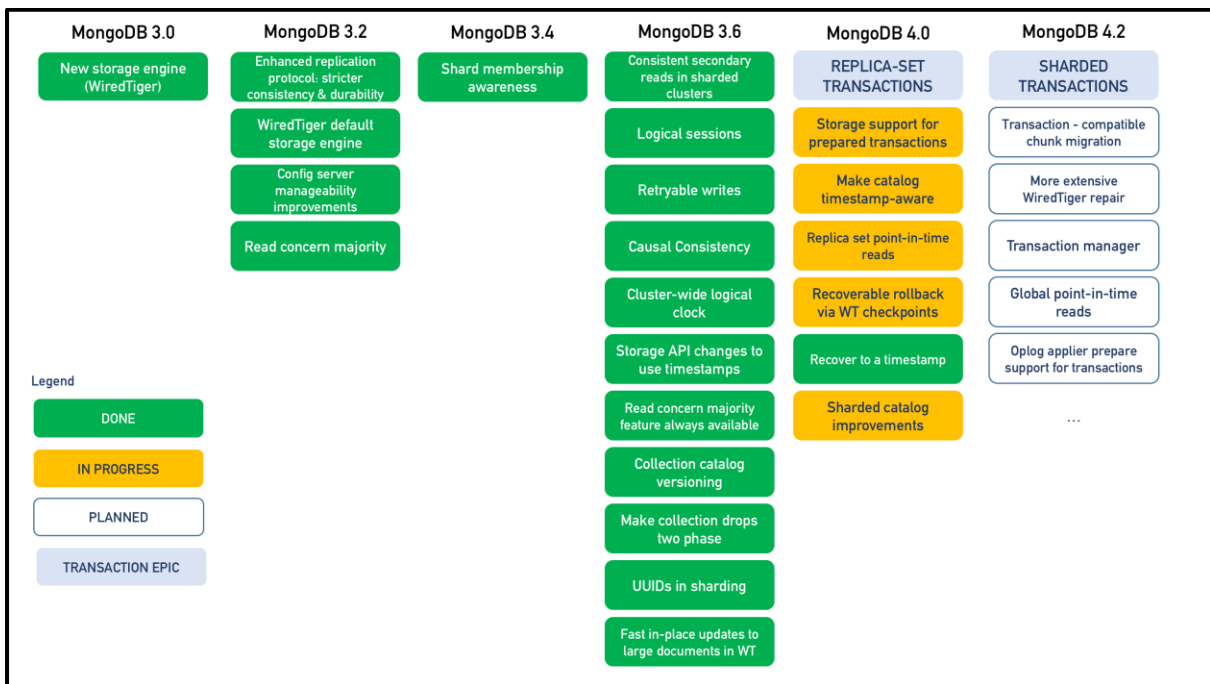 MongoDB 3.0
New storage engine
(WiredTiger)
MongoDB 3.2
Enhanced replication
protocol: stricter
consistency & durability
WiredTiger default
storage engine
Config server
manageability
improvements
Read concern majority
MongoDB 3.4
Shard membership
awareness
MongoDB 3.6
Consistent secondary
reads in sharded
clusters
Logical sessions
Retryable writes
Causal Consistency
Cluster-wide logical
clock
Storage API changes to
use timestamps
Read concern majority
feature always available
Collection catalog
versioning
Make collection drops
two phase
UUIDs in sharding
Fast in-place updates to
large documents in WT
MongoDB 4.0
REPLICA-SET
TRANSACTIONS
Storage support for
prepared transactions
Make catalog
timestamp-aware
Replica set point-in-time
reads
Recoverable rollback
via WT checkpoints
Recover to a timestamp
Sharded catalog
improvements
MongoDB 4.2
SHARDED
TRANSACTIONS
Transaction - compatible
chunk migration
More extensive
WiredTiger repair
Transaction manager
Global point-in-time
reads
Oplog applier prepare
support for transactions
...
Legend
DONE
IN PROGRESS
PLANNED
TRANSACTION EPIC